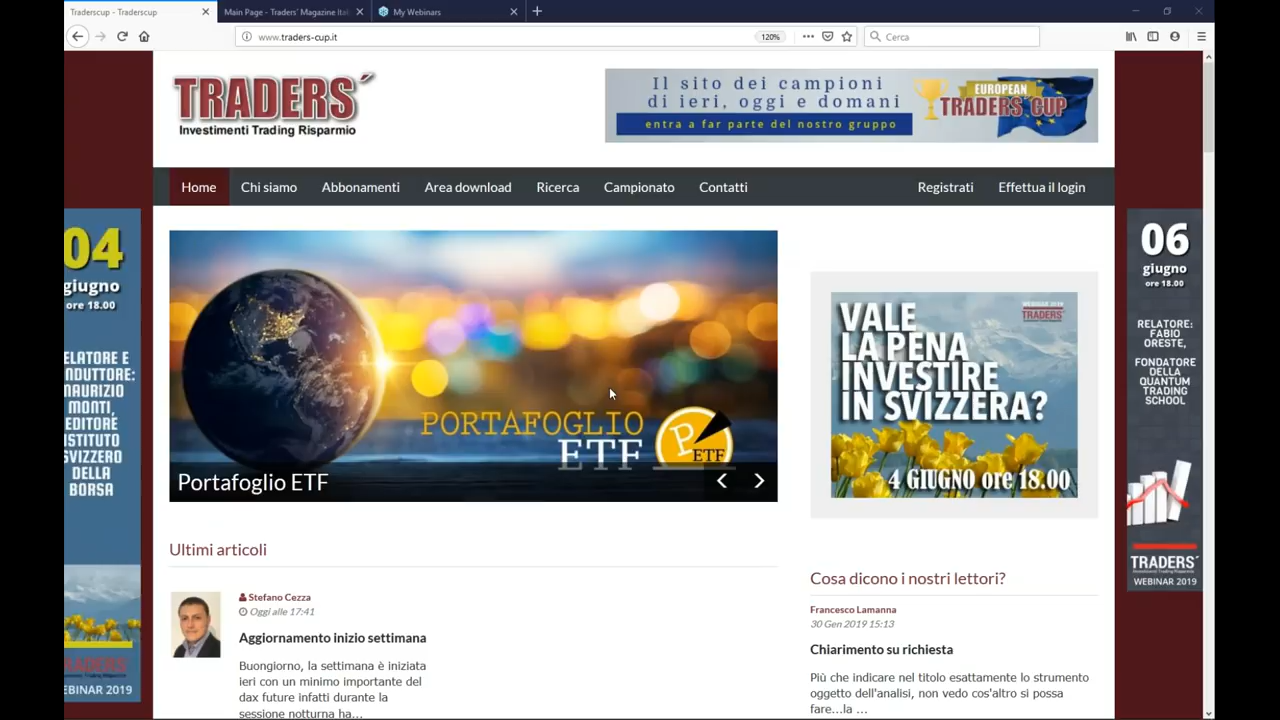 Traderscup - Traderscup
Main Page - Traders' Magazine Ital
My Webinars
www.traders-cup.it
120%
Cerca
TRADERS´
Investimenti Trading Risparmio
Il sito dei campioni
di ieri, oggi e domani
entra a far parte del nostro gruppo
EUROPEAN
TRADERS´CUP
Home
Chi siamo
Abbonamenti
Area download
Ricerca
Campionato
Contatti
Registrati
Effettua il login
04
giugno
ore 18.00
ELATORE E
NDUTTORE:
MAURIZIO
MONTI,
EDITORE
ISTITUTO
SVIZZERO
DELLA
BORSA
TRADERS´
WEBINAR 2019
PORTAFOGLIO
ETF
P
ETF
Portafoglio ETF
VALE
LA PENA
INVESTIRE
IN SVIZZERA?
4 GIUGNO ore 18.00
WEBINAR 2019
TRADERS´
06
giugno
ore 18.00
RELATORE:
FABIO
ORESTE,
FONDATORE
DELLA
QUANTUM
TRADING
SCHOOL
TRADERS´
WEBINAR 2019
Ultimi articoli
Stefano Cezza
Oggi alle 17:41
Aggiornamento inizio settimana
Buongiorno, la settimana è iniziata
ieri con un minimo importante del
dax future infatti durante la
sessione notturna ha...
Cosa dicono i nostri lettori?
Francesco Lamanna
30 Gen 2019 15:13
Chiarimento su richiesta
Più che indicare nel titolo esattamente lo strumento
oggetto dell'analisi, non vedo cos'altro si possa
fare...la ...